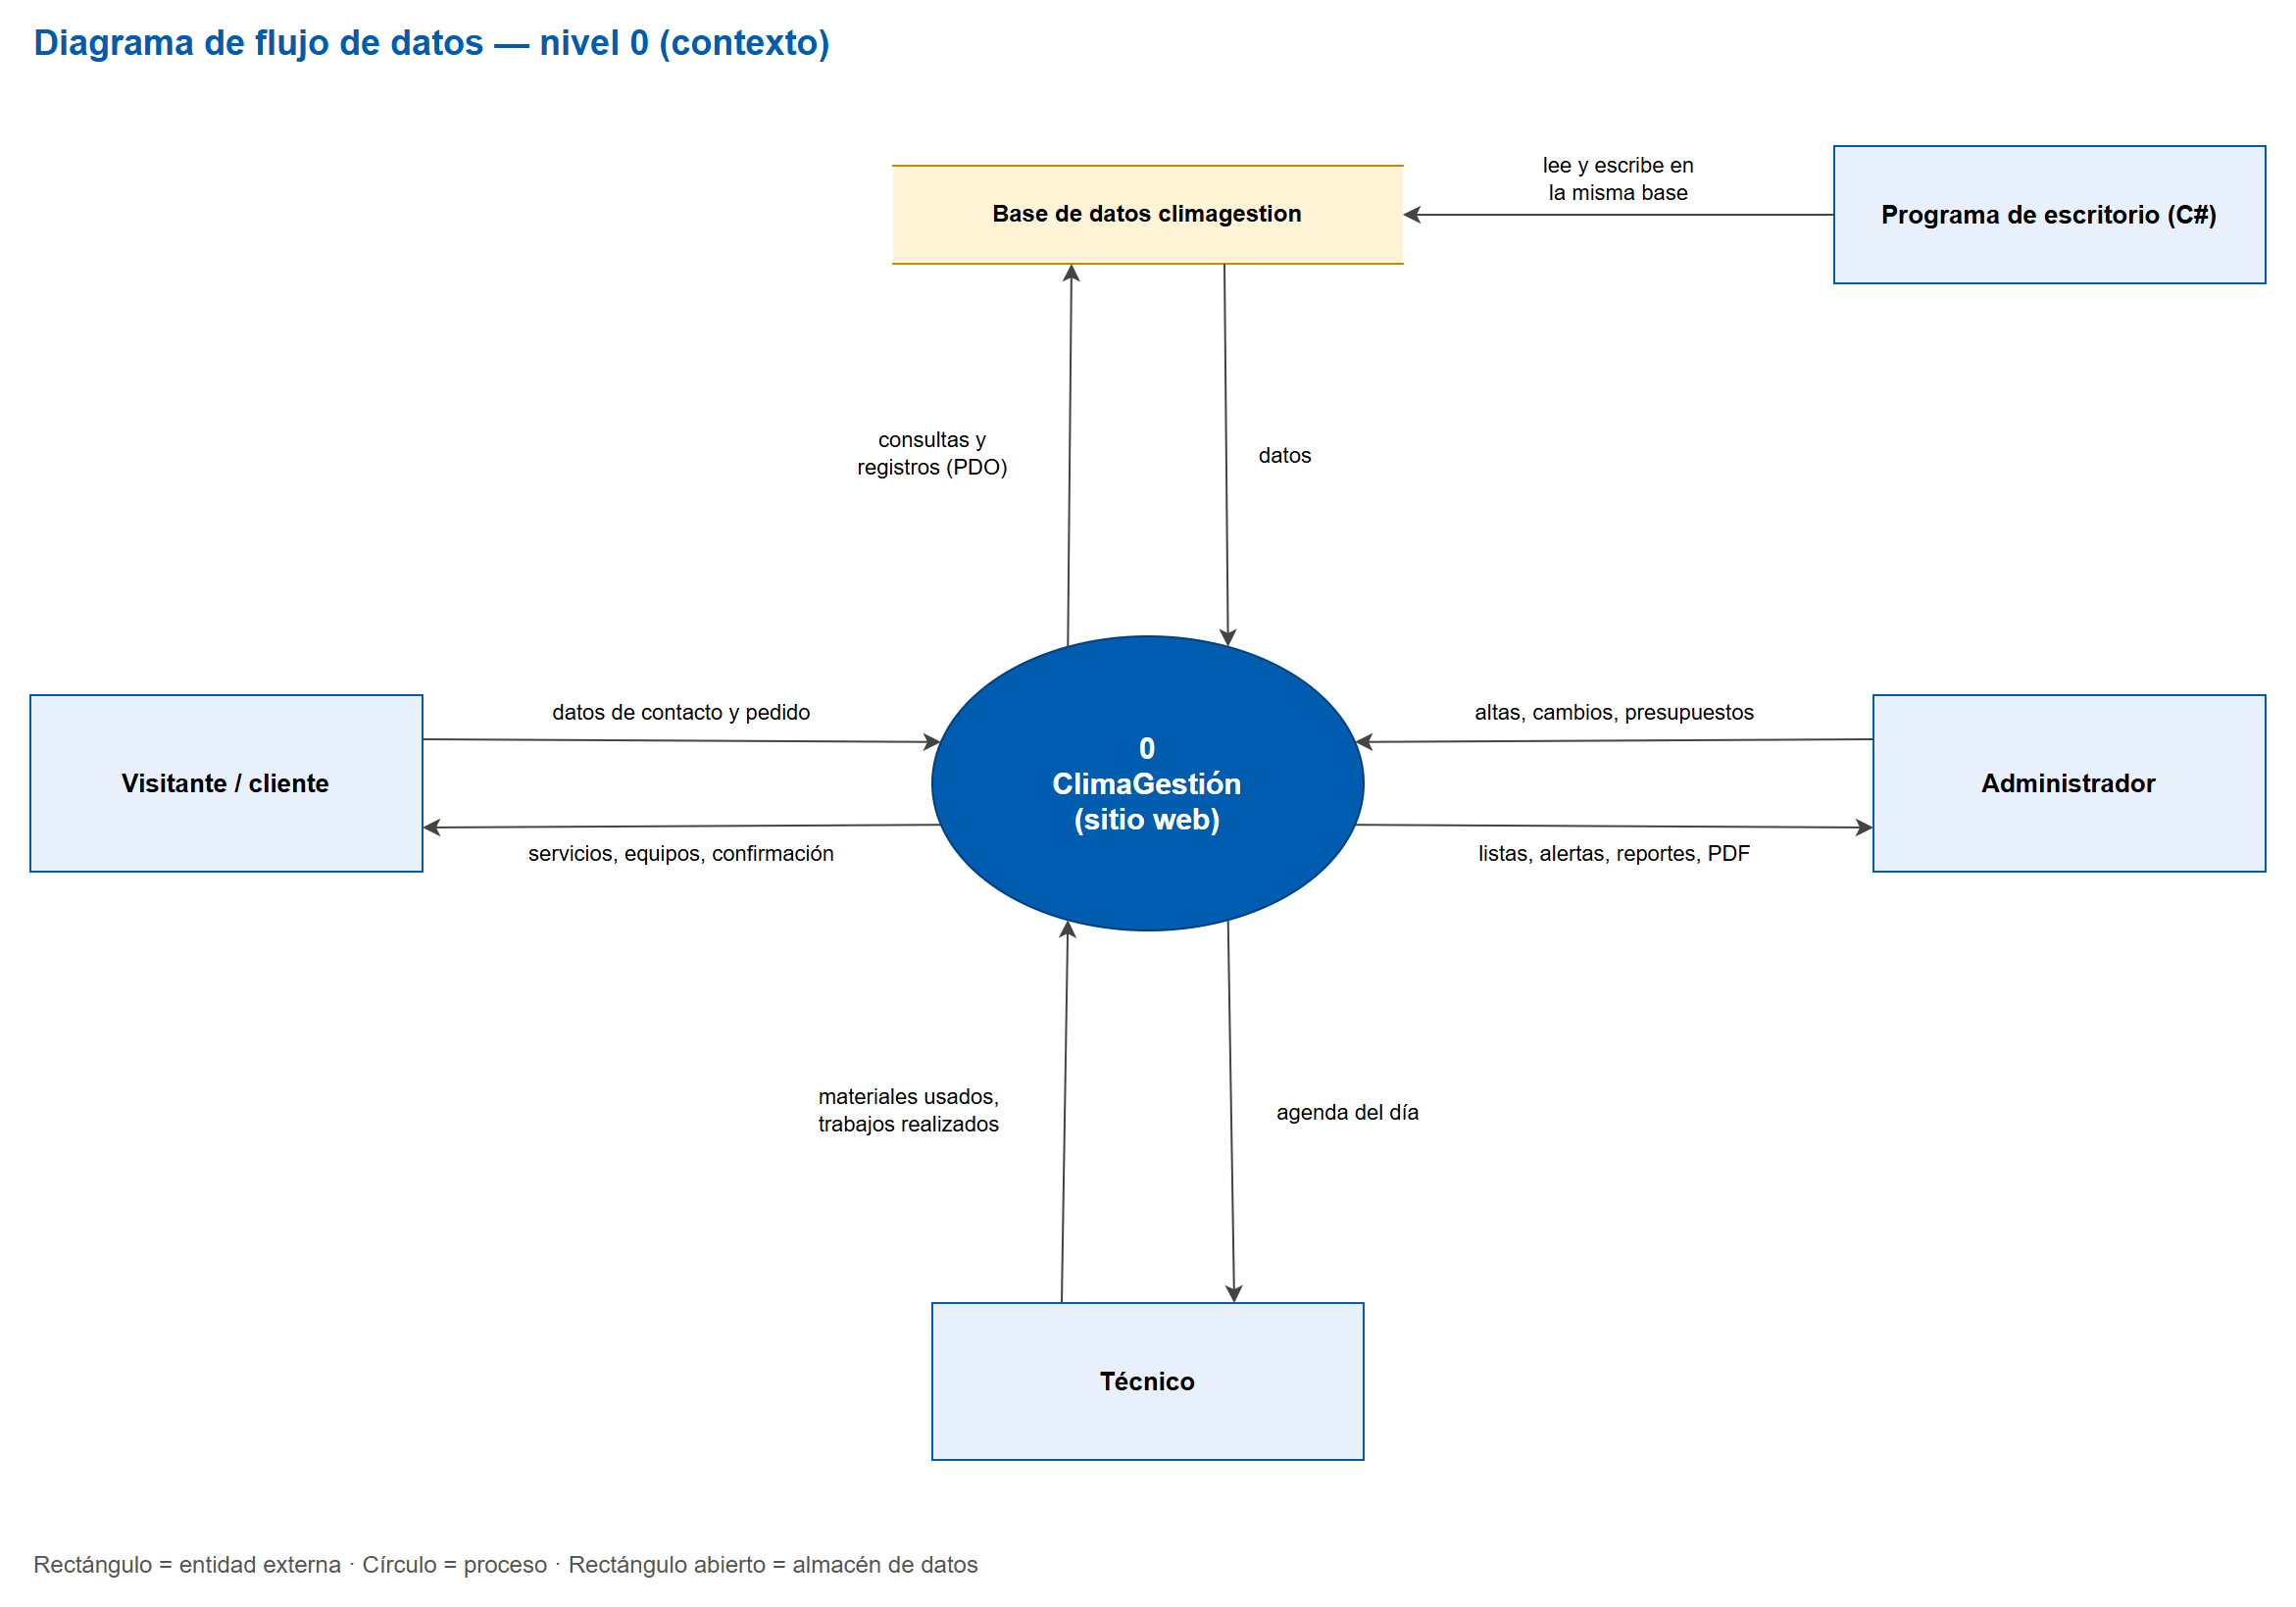 Diagrama de flujo de datos — nivel 0 (contexto)
lee y escribe en
la misma base
Base de datos climagestion
Programa de escritorio (C#)
consultas y
registros (PDO)
datos
datos de contacto y pedido
altas, cambios, presupuestos
Visitante / cliente
0
ClimaGestión
(sitio web)
Administrador
servicios, equipos, confirmación
listas, alertas, reportes, PDF
materiales usados,
trabajos realizados
agenda del día
Técnico
Rectángulo = entidad externa · Círculo = proceso · Rectángulo abierto = almacén de datos